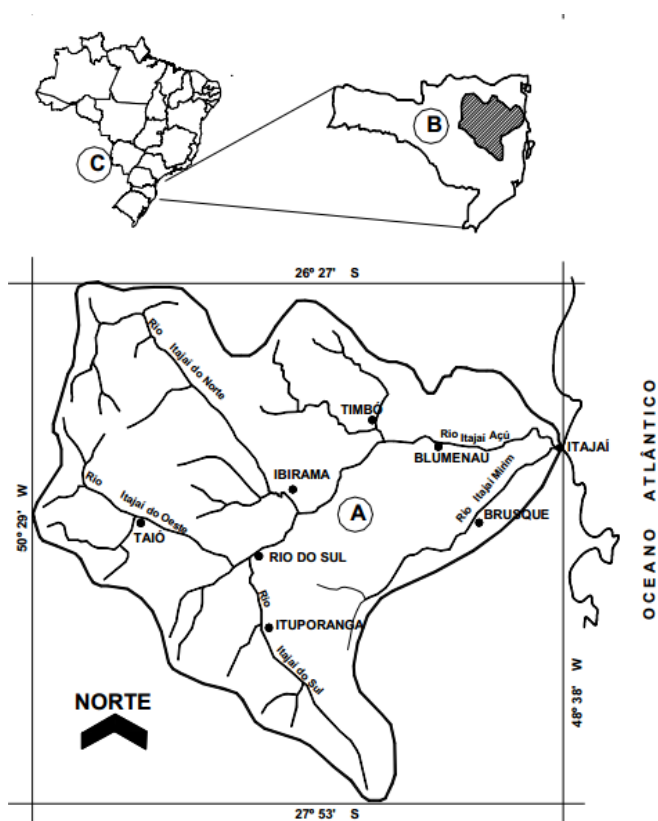 B
C
26º 27' S
Rio Itajaí do Norte
TIMBÓ
Rio Itajaí Açú
ITAJAÍ
BLUMENAU
Rio Itajaí Mirim
IBIRAMA
A
BRUSQUE
Rio Itajaí do Oeste
TAIÓ
50º 29' W
RIO DO SUL
OCEANO ATLÂNTICO
Rio Itajaí do Sul
ITUPORANGA
NORTE
48º 38' W
27º 53' S